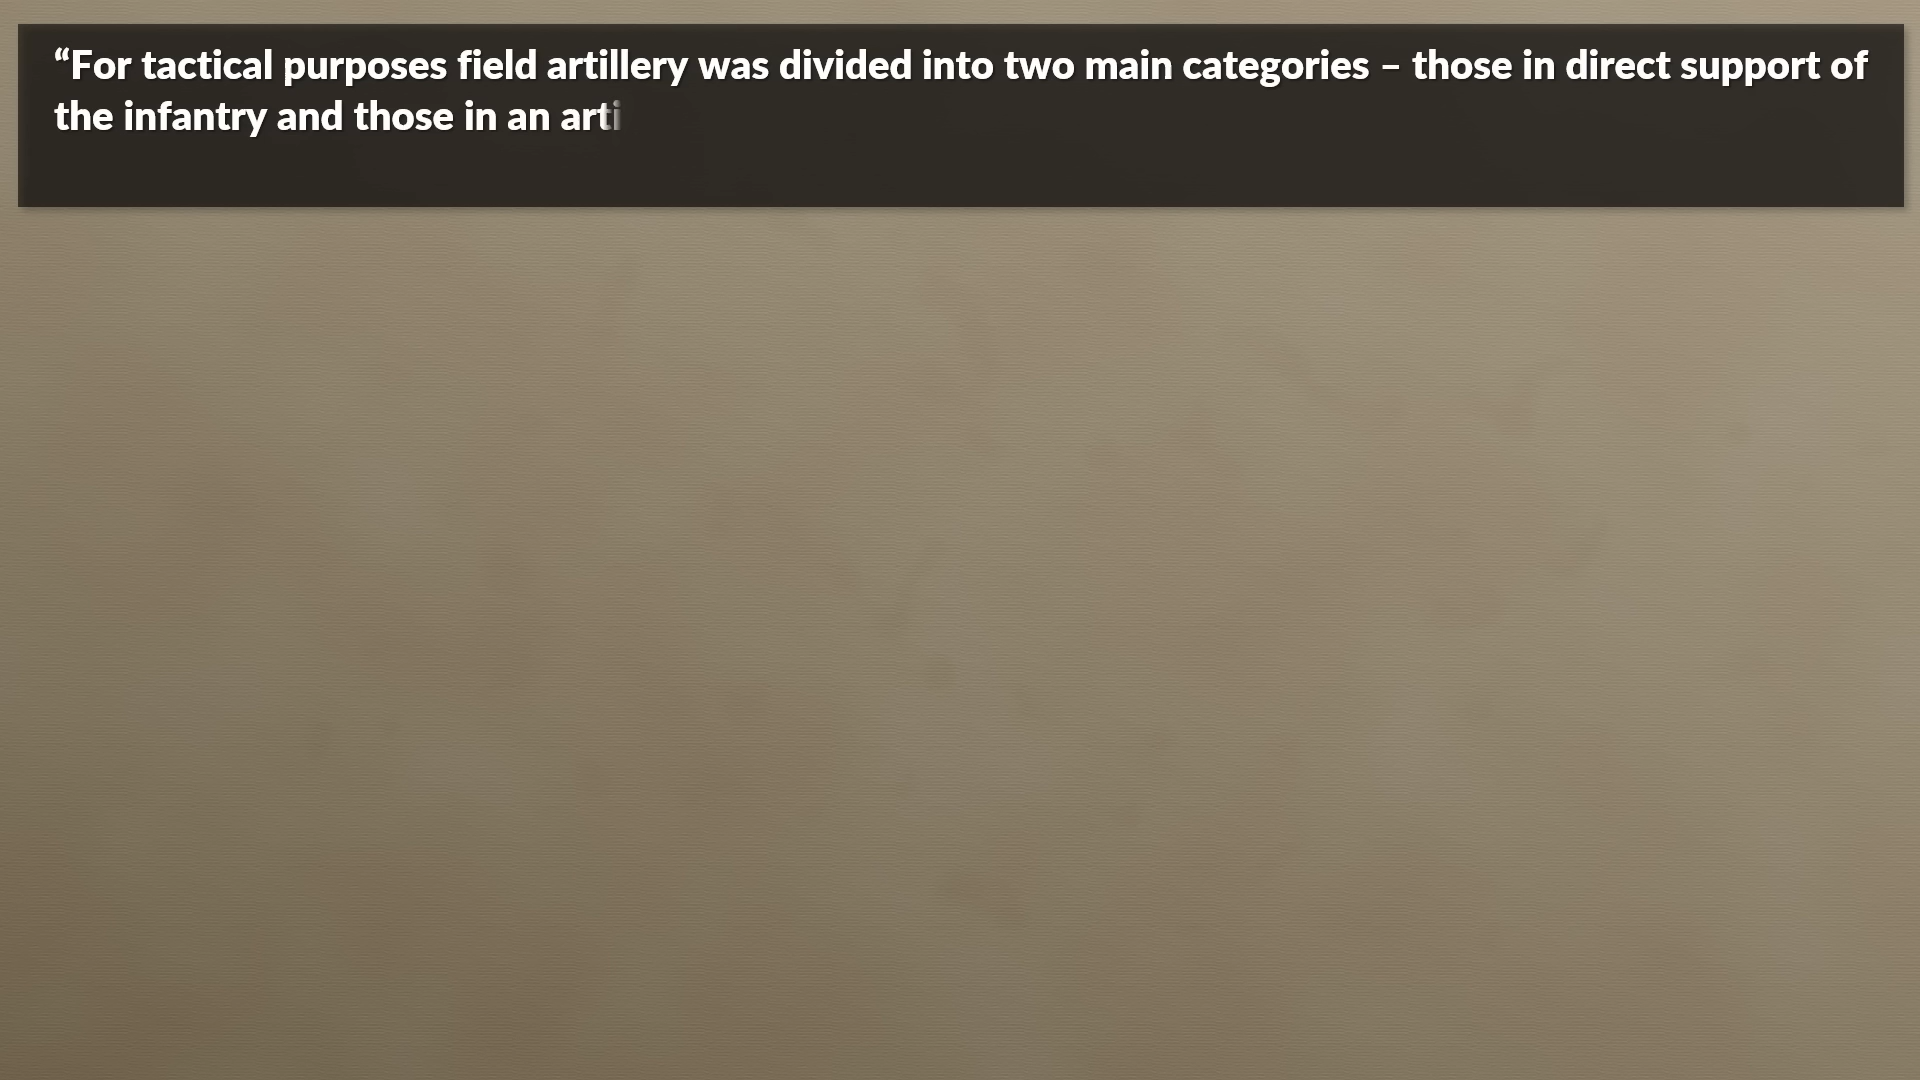 “For tactical purposes field artillery was divided into two main categories – those in direct support of
the infantry and those in an arti